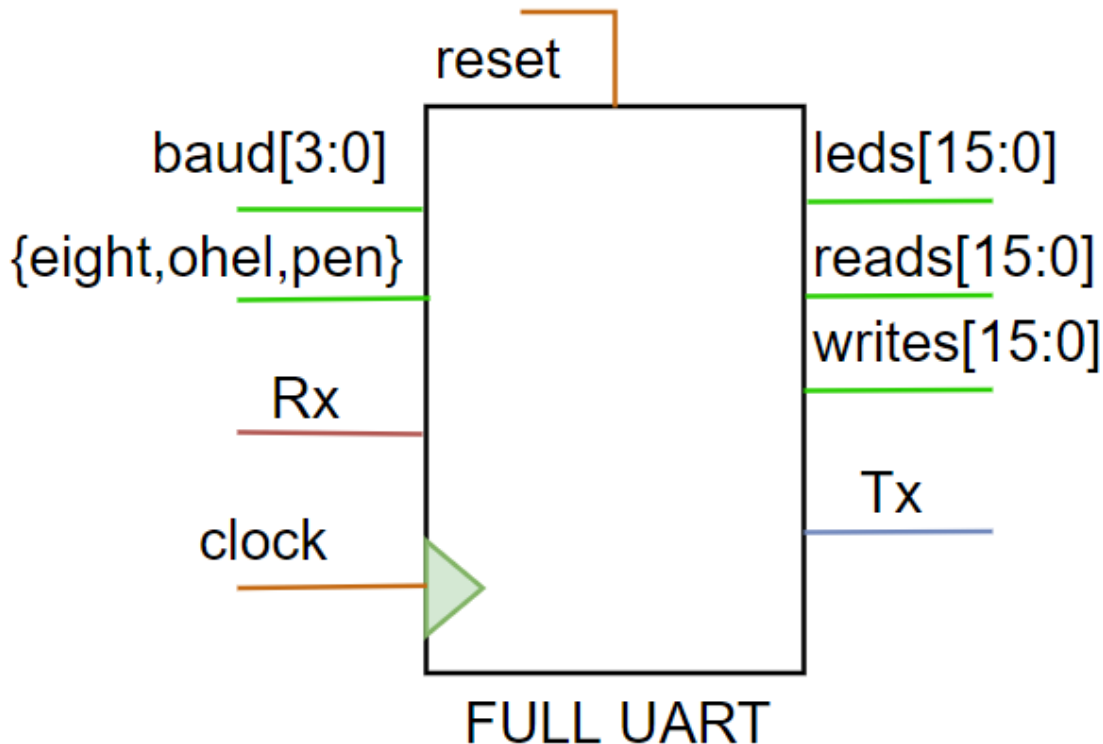 reset
baud[3:0]
leds[15:0]
{eight,ohel,pen}
reads[15:0]
writes[15:0]
Rx
Tx
clock
FULL UART